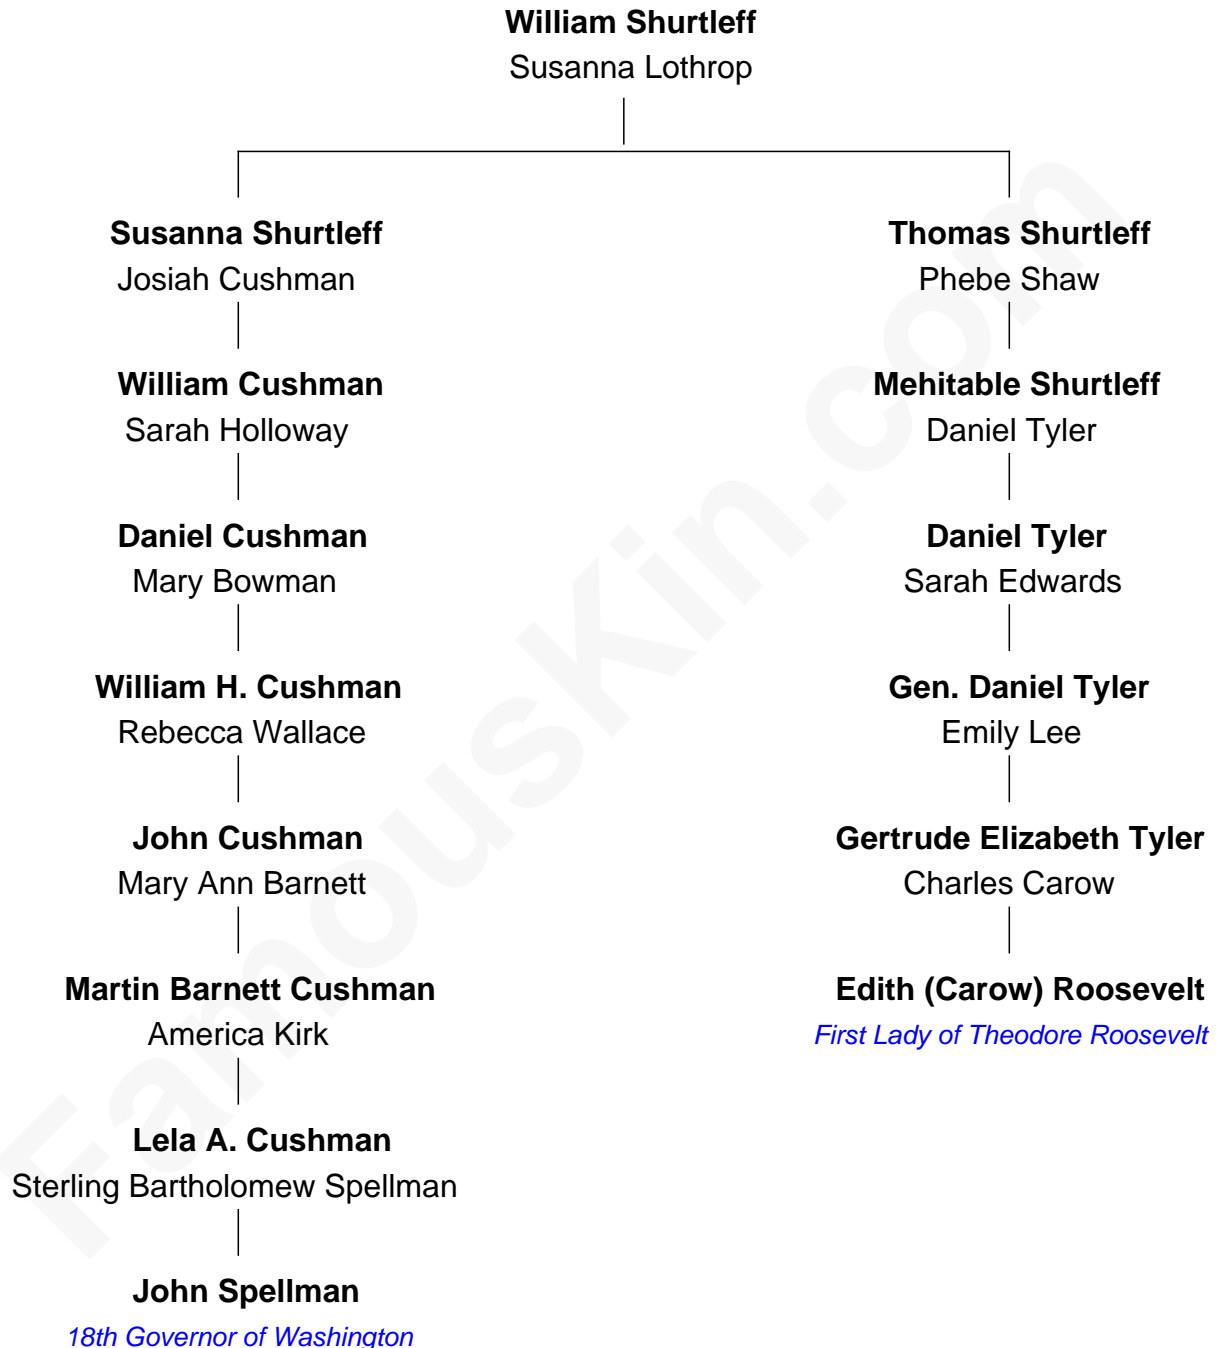 William Shurtleff
Susanna Lothrop
Susanna Shurtleff
Josiah Cushman
William Cushman
Sarah Holloway
Daniel Cushman
Mary Bowman
William H. Cushman
Rebecca Wallace
John Cushman
Mary Ann Barnett
Martin Barnett Cushman
America Kirk
Lela A. Cushman
Sterling Bartholomew Spellman
John Spellman
18th Governor of Washington
Thomas Shurtleff
Phebe Shaw
Mehitable Shurtleff
Daniel Tyler
Daniel Tyler
Sarah Edwards
Gen. Daniel Tyler
Emily Lee
Gertrude Elizabeth Tyler
Charles Carow
Edith (Carow) Roosevelt
First Lady of Theodore Roosevelt
FamousKin.com